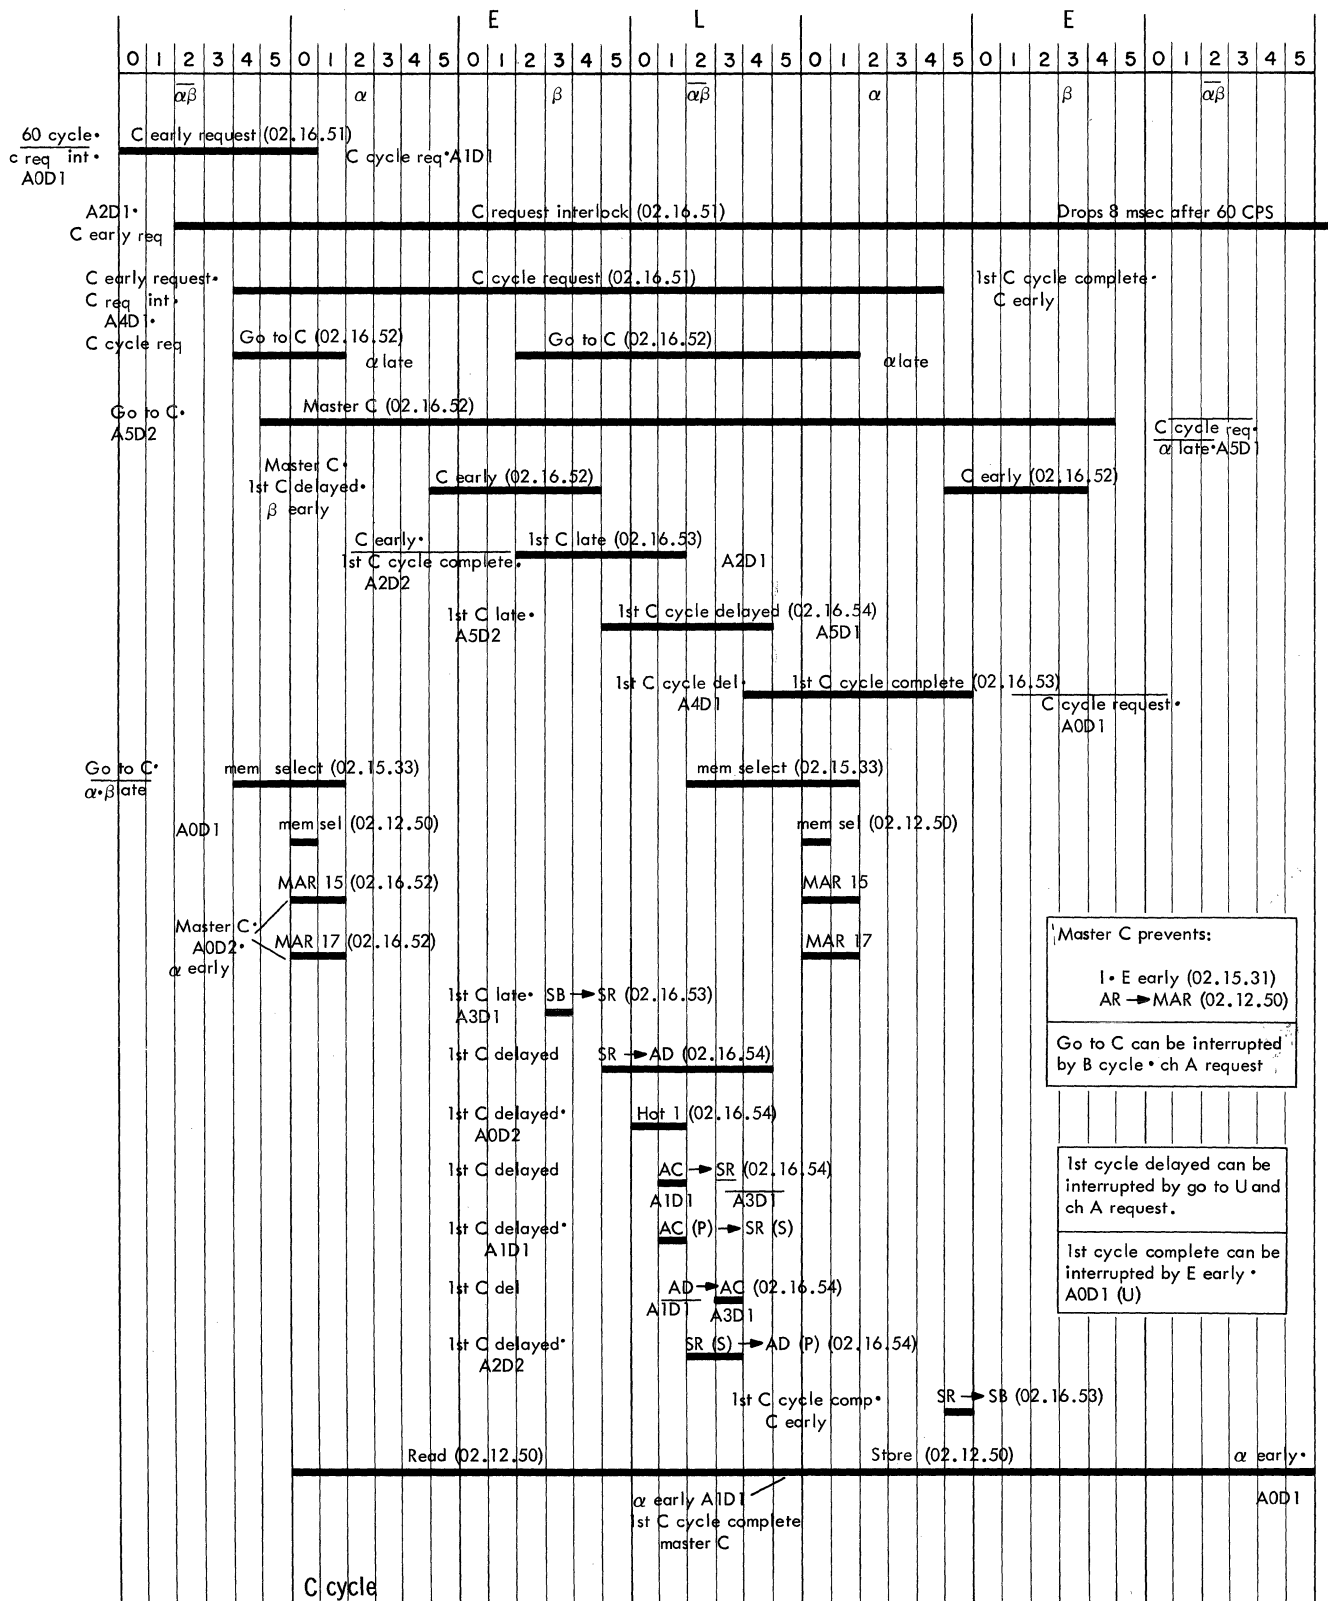 E L E
0 1 2 3 4 5 0 1 2 3 4 5 0 1 2 3 4 5 0 1 2 3 4 5 0 1 2 3 4 5 0 1 2 3 4 5 0 1 2 3 4 5
αβ α β αβ α β αβ
60 cycle•
c req int•
A0D1
C early request (02.16.51)
C cycle req•A1D1
A2D1•
C early req
C request interlock (02.16.51)
Drops 8 msec after 60 CPS
C early request•
C req int•
A4D1•
C cycle request (02.16.51)
1st C cycle complete•
C early
C cycle req
Go to C (02.16.52)
α late
Go to C (02.16.52)
α late
Go to C•
A5D2
Master C (02.16.52)
C cycle req•
α late•A5D1
Master C•
1st C delayed•
β early
C early (02.16.52)
C early (02.16.52)
C early•
1st C cycle complete•
A2D2
1st C late (02.16.53)
A2D1
1st C late•
A5D2
1st C cycle delayed (02.16.54)
A5D1
1st C cycle del•
A4D1
1st C cycle complete (02.16.53)
C cycle request•
A0D1
Go to C•
α•β late
mem select (02.15.33)
mem select (02.15.33)
A0D1
mem sel (02.12.50)
mem sel (02.12.50)
MAR 15 (02.16.52)
MAR 15
Master C•
A0D2•
α early
MAR 17 (02.16.52)
MAR 17
Master C prevents:
I• E early (02.15.31)
AR → MAR (02.12.50)
Go to C can be interrupted
by B cycle • ch A request
1st C late•
A3D1
SB → SR (02.16.53)
1st C delayed
SR → AD (02.16.54)
1st C delayed•
A0D2
Hot 1 (02.16.54)
1st C delayed
AC → SR (02.16.54)
A1D1
A3D1
1st C delayed•
A1D1
AC (P) → SR (S)
1st cycle delayed can be
interrupted by go to U and
ch A request.
1st cycle complete can be
interrupted by E early •
A0D1 (U)
1st C del
AD → AC (02.16.54)
A1D1
A3D1
1st C delayed•
A2D2
SR (S) → AD (P) (02.16.54)
1st C cycle comp•
C early
SR → SB (02.16.53)
Read (02.12.50)
Store (02.12.50)
α early•
A0D1
α early A1D1
1st C cycle complete
master C
C cycle